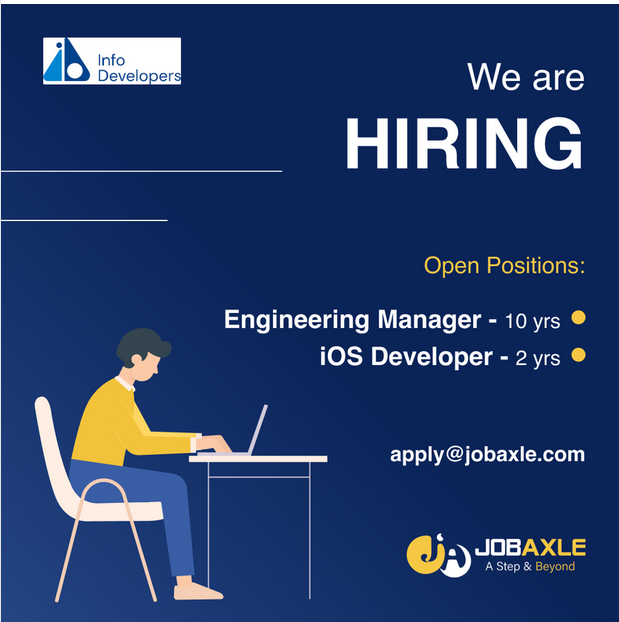 Info
Developers
We are
HIRING
Open Positions:
Engineering Manager - 10 yrs
iOS Developer - 2 yrs
apply@jobaxle.com
JOBAXLE
A Step & Beyond